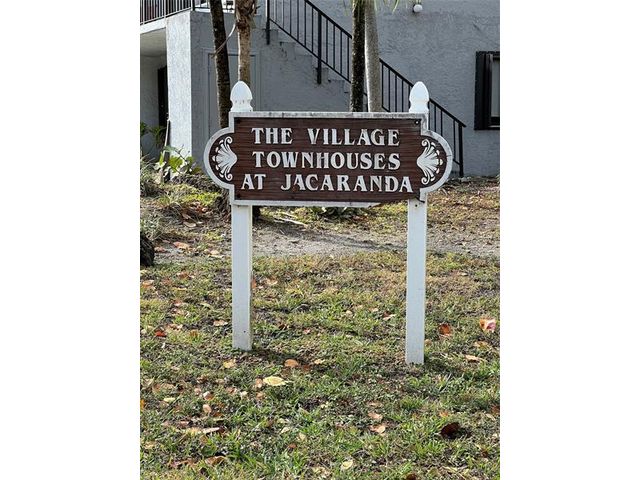 THE VILLAGE
TOWNHOUSES
AT JACARANDA